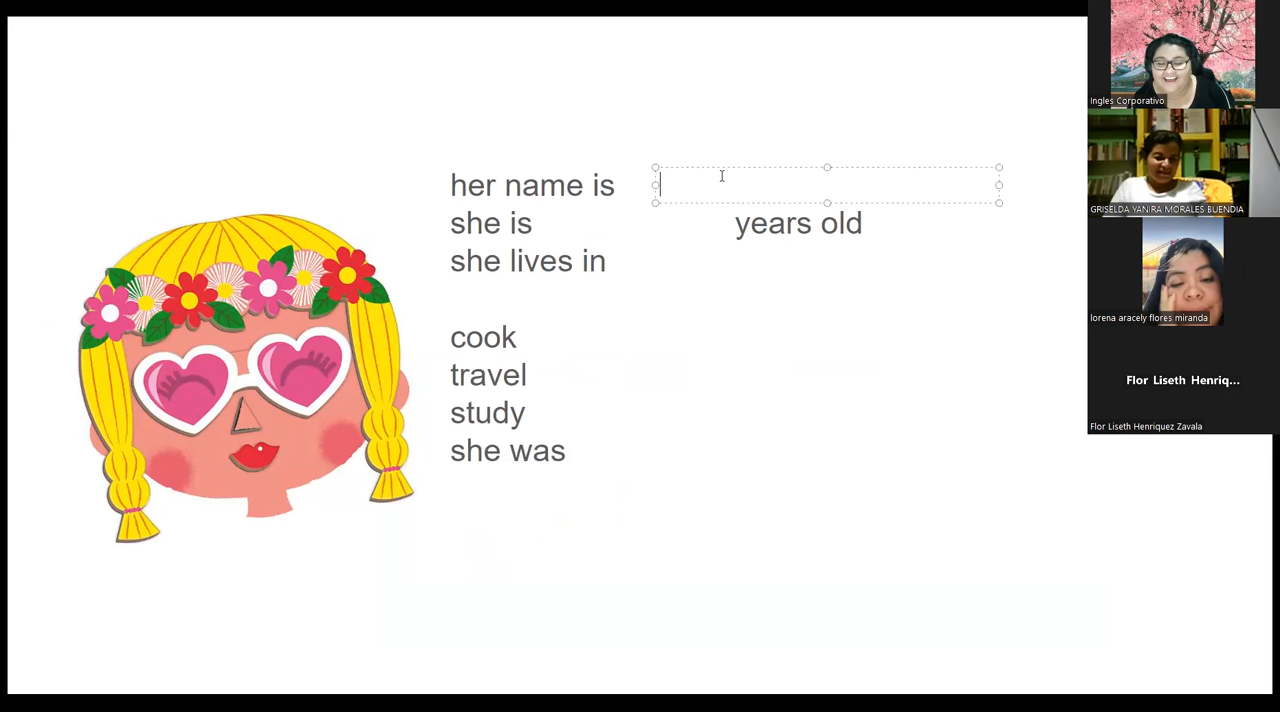 her name is
she is years old
she lives in
cook
travel
study
she was
Ingles Corporativo
GRISELDA YANIRA MORALES BUENDIA
lorena aracely flores miranda
Flor Liseth Henriq...
Flor Liseth Henriquez Zavala